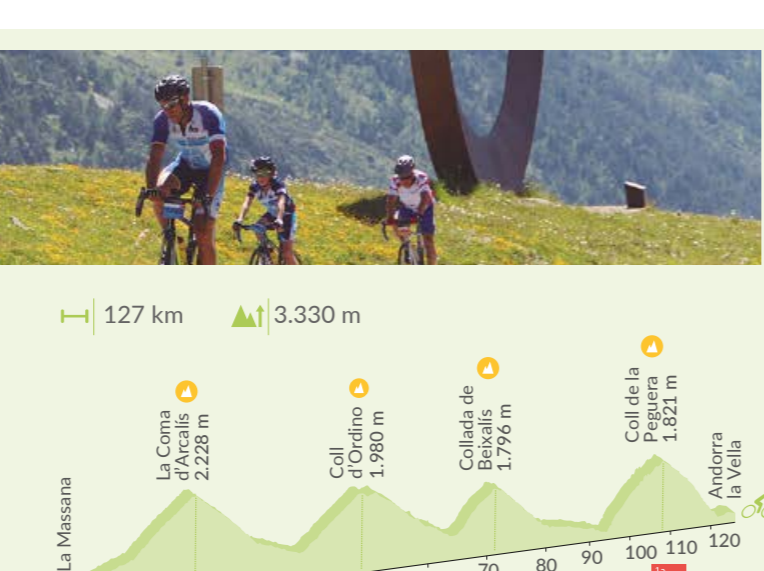 127 km
3.330 m
La Massana
La Coma
d'Arcalís
2.228 m
Coll
d'Ordino
1.980 m
Collada de
Beixalís
1.796 m
Coll de la
Peguera
1.821 m
Andorra
la Vella
70
80
90
100
110
120